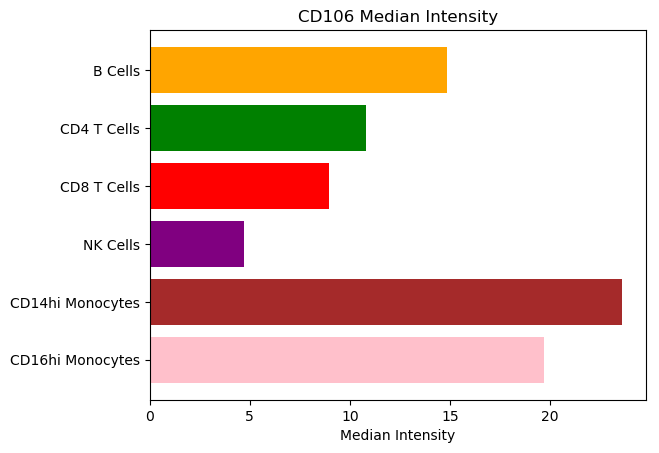 CD106 Median Intensity
B Cells
CD4 T Cells
CD8 T Cells
NK Cells
CD14hi Monocytes
CD16hi Monocytes
0 5 10 15 20
Median Intensity